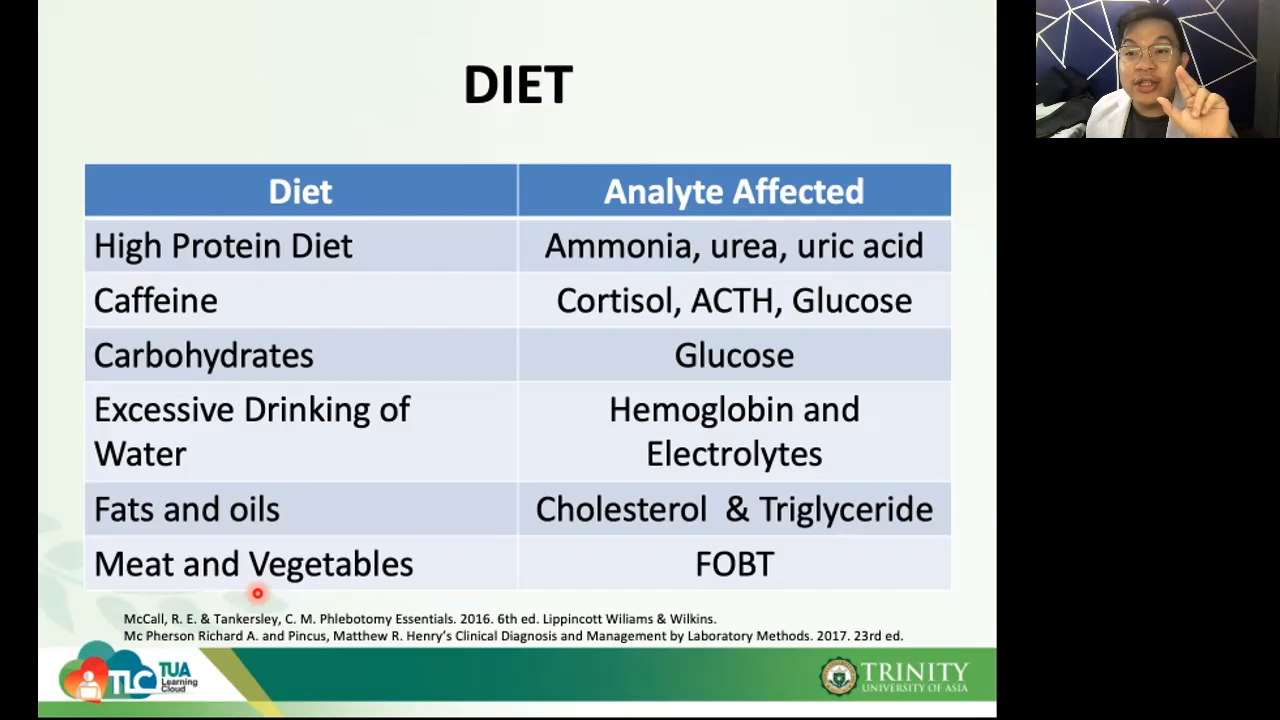 DIET
Diet
Analyte Affected
High Protein Diet
Ammonia, urea, uric acid
Caffeine
Cortisol, ACTH, Glucose
Carbohydrates
Glucose
Excessive Drinking of
Water
Hemoglobin and
Electrolytes
Fats and oils
Cholesterol & Triglyceride
Meat and Vegetables
FOBT
McCall, R. E. & Tankersley, C. M. Phlebotomy Essentials. 2016. 6th ed. Lippincott Wiliams & Wilkins.
Mc Pherson Richard A. and Pincus, Matthew R. Henry's Clinical Diagnosis and Management by Laboratory Methods. 2017. 23rd ed.
TLC
TUA
Learning
Cloud
TRINITY
UNIVERSITY OF ASIA